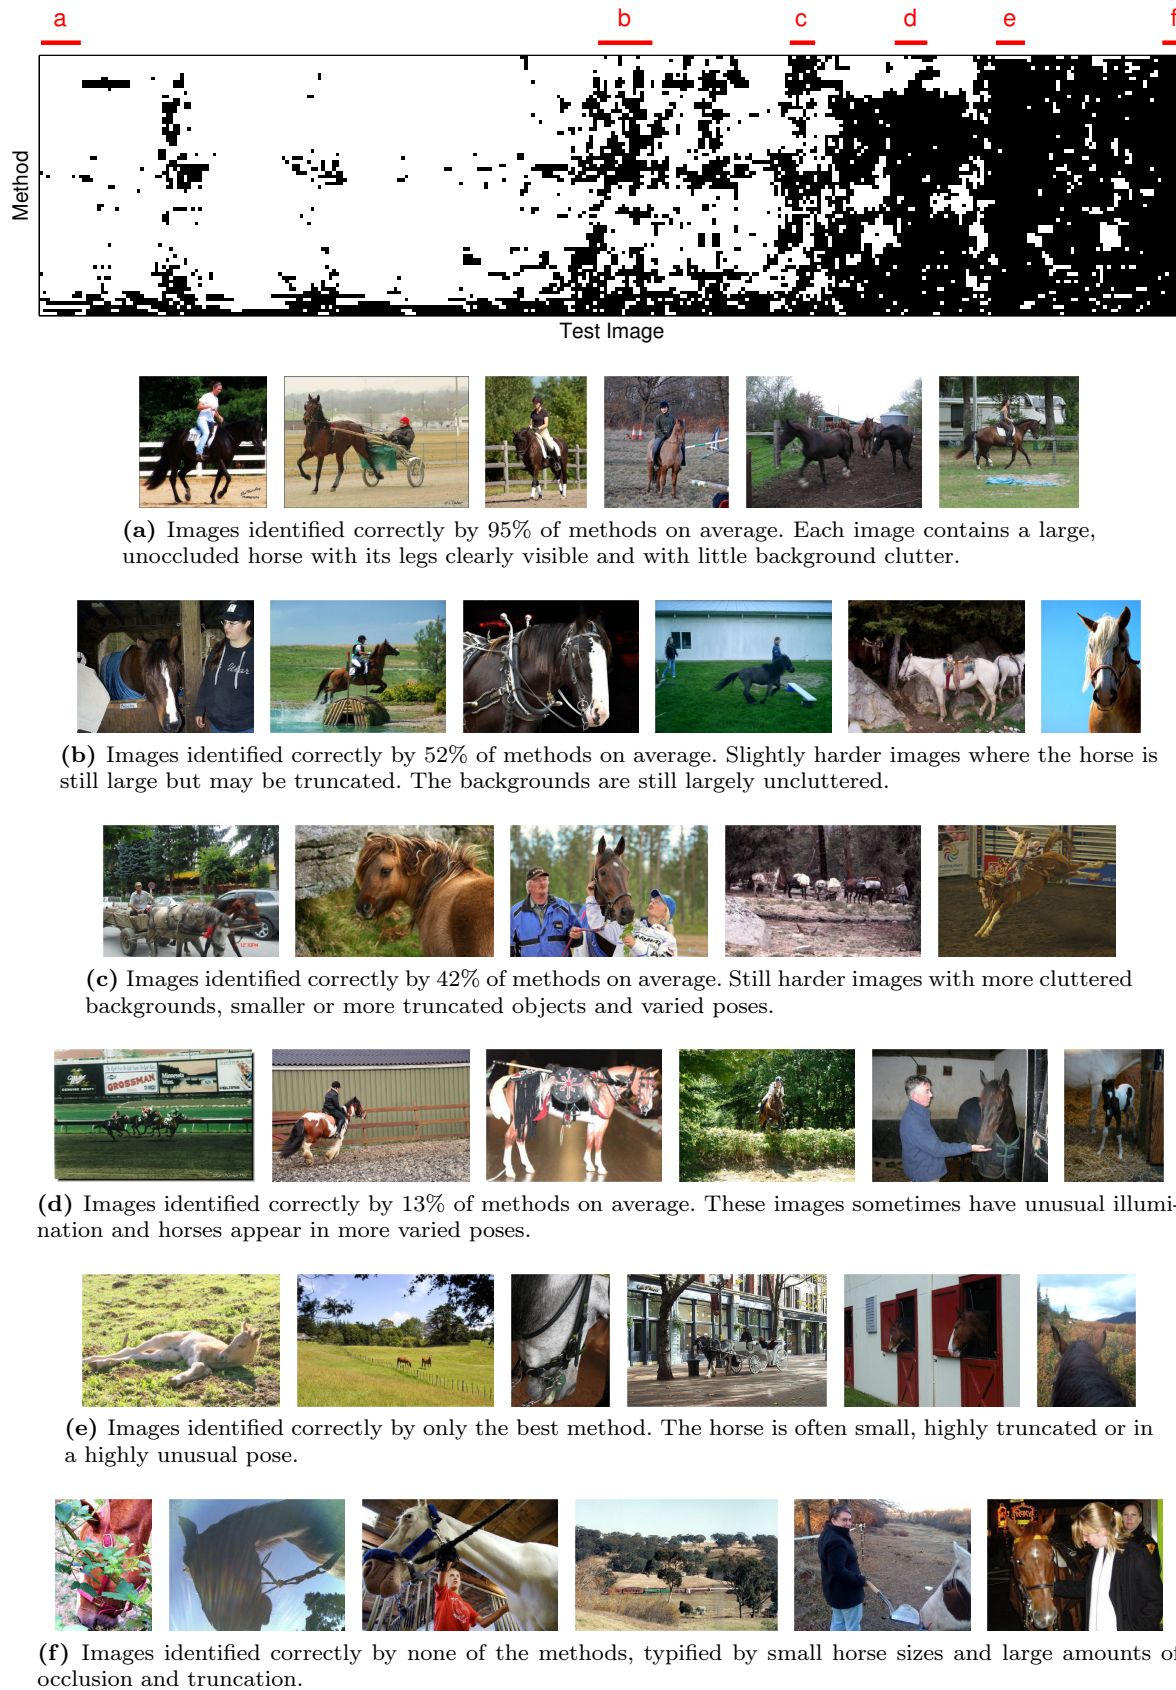 a b c d e f
Method
Test Image
(a) Images identified correctly by 95% of methods on average. Each image contains a large,
unoccluded horse with its legs clearly visible and with little background clutter.
(b) Images identified correctly by 52% of methods on average. Slightly harder images where the horse is
still large but may be truncated. The backgrounds are still largely uncluttered.
(c) Images identified correctly by 42% of methods on average. Still harder images with more cluttered
backgrounds, smaller or more truncated objects and varied poses.
GROSSMAN
Minnesota
(d) Images identified correctly by 13% of methods on average. These images sometimes have unusual illumi-
nation and horses appear in more varied poses.
(e) Images identified correctly by only the best method. The horse is often small, highly truncated or in
a highly unusual pose.
(f) Images identified correctly by none of the methods, typified by small horse sizes and large amounts of
occlusion and truncation.